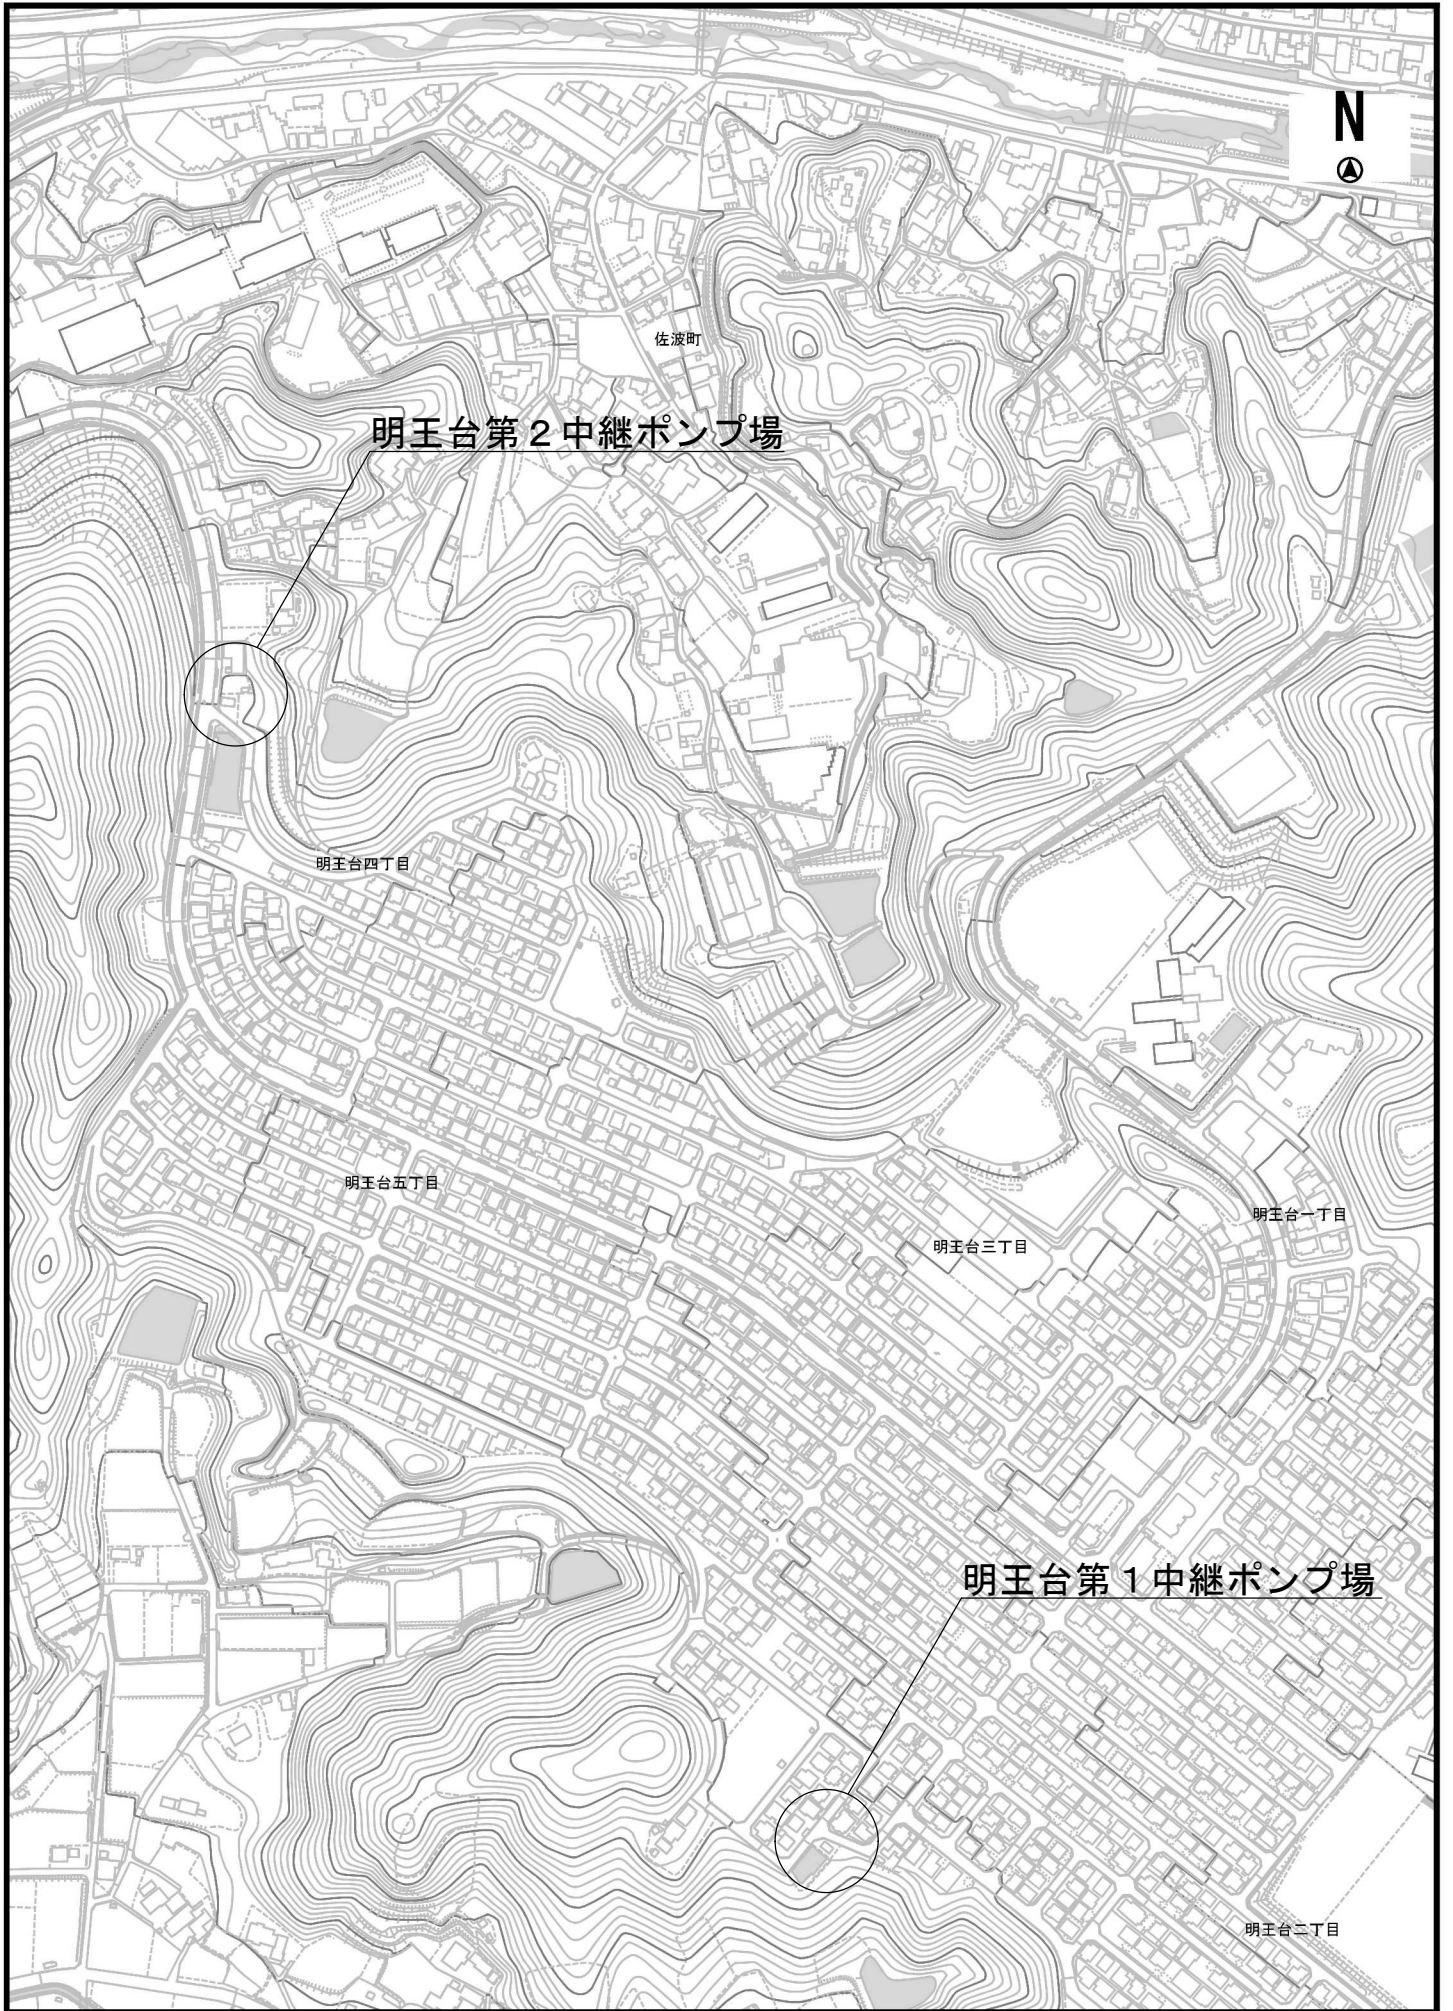 N
佐波町
明王台第２中継ポンプ場
明王台四丁目
明王台五丁目
明王台一丁目
明王台三丁目
明王台第１中継ポンプ場
明王台二丁目